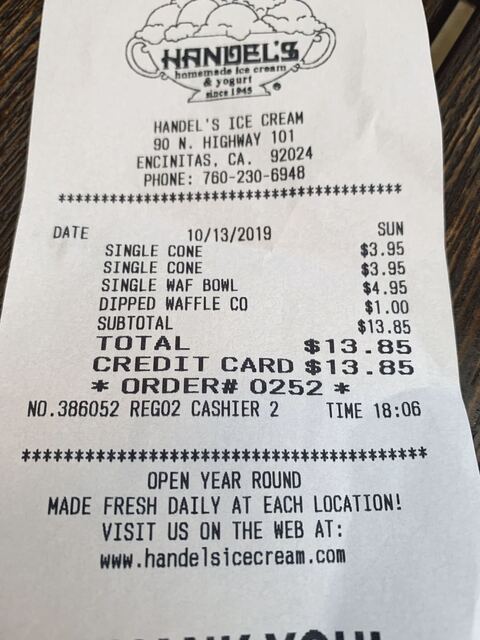 HANDEL'S
homemade ice cream
& yogurt
since 1945 ®
HANDEL'S ICE CREAM
90 N. HIGHWAY 101
ENCINITAS, CA. 92024
PHONE: 760-230-6948
****************************************
DATE 10/13/2019 SUN
SINGLE CONE $3.95
SINGLE CONE $3.95
SINGLE WAF BOWL $4.95
DIPPED WAFFLE CO $1.00
SUBTOTAL $13.85
TOTAL $13.85
CREDIT CARD $13.85
* ORDER# 0252 *
NO.386052 REG02 CASHIER 2 TIME 18:06
****************************************
OPEN YEAR ROUND
MADE FRESH DAILY AT EACH LOCATION!
VISIT US ON THE WEB AT:
www.handelsicecream.com